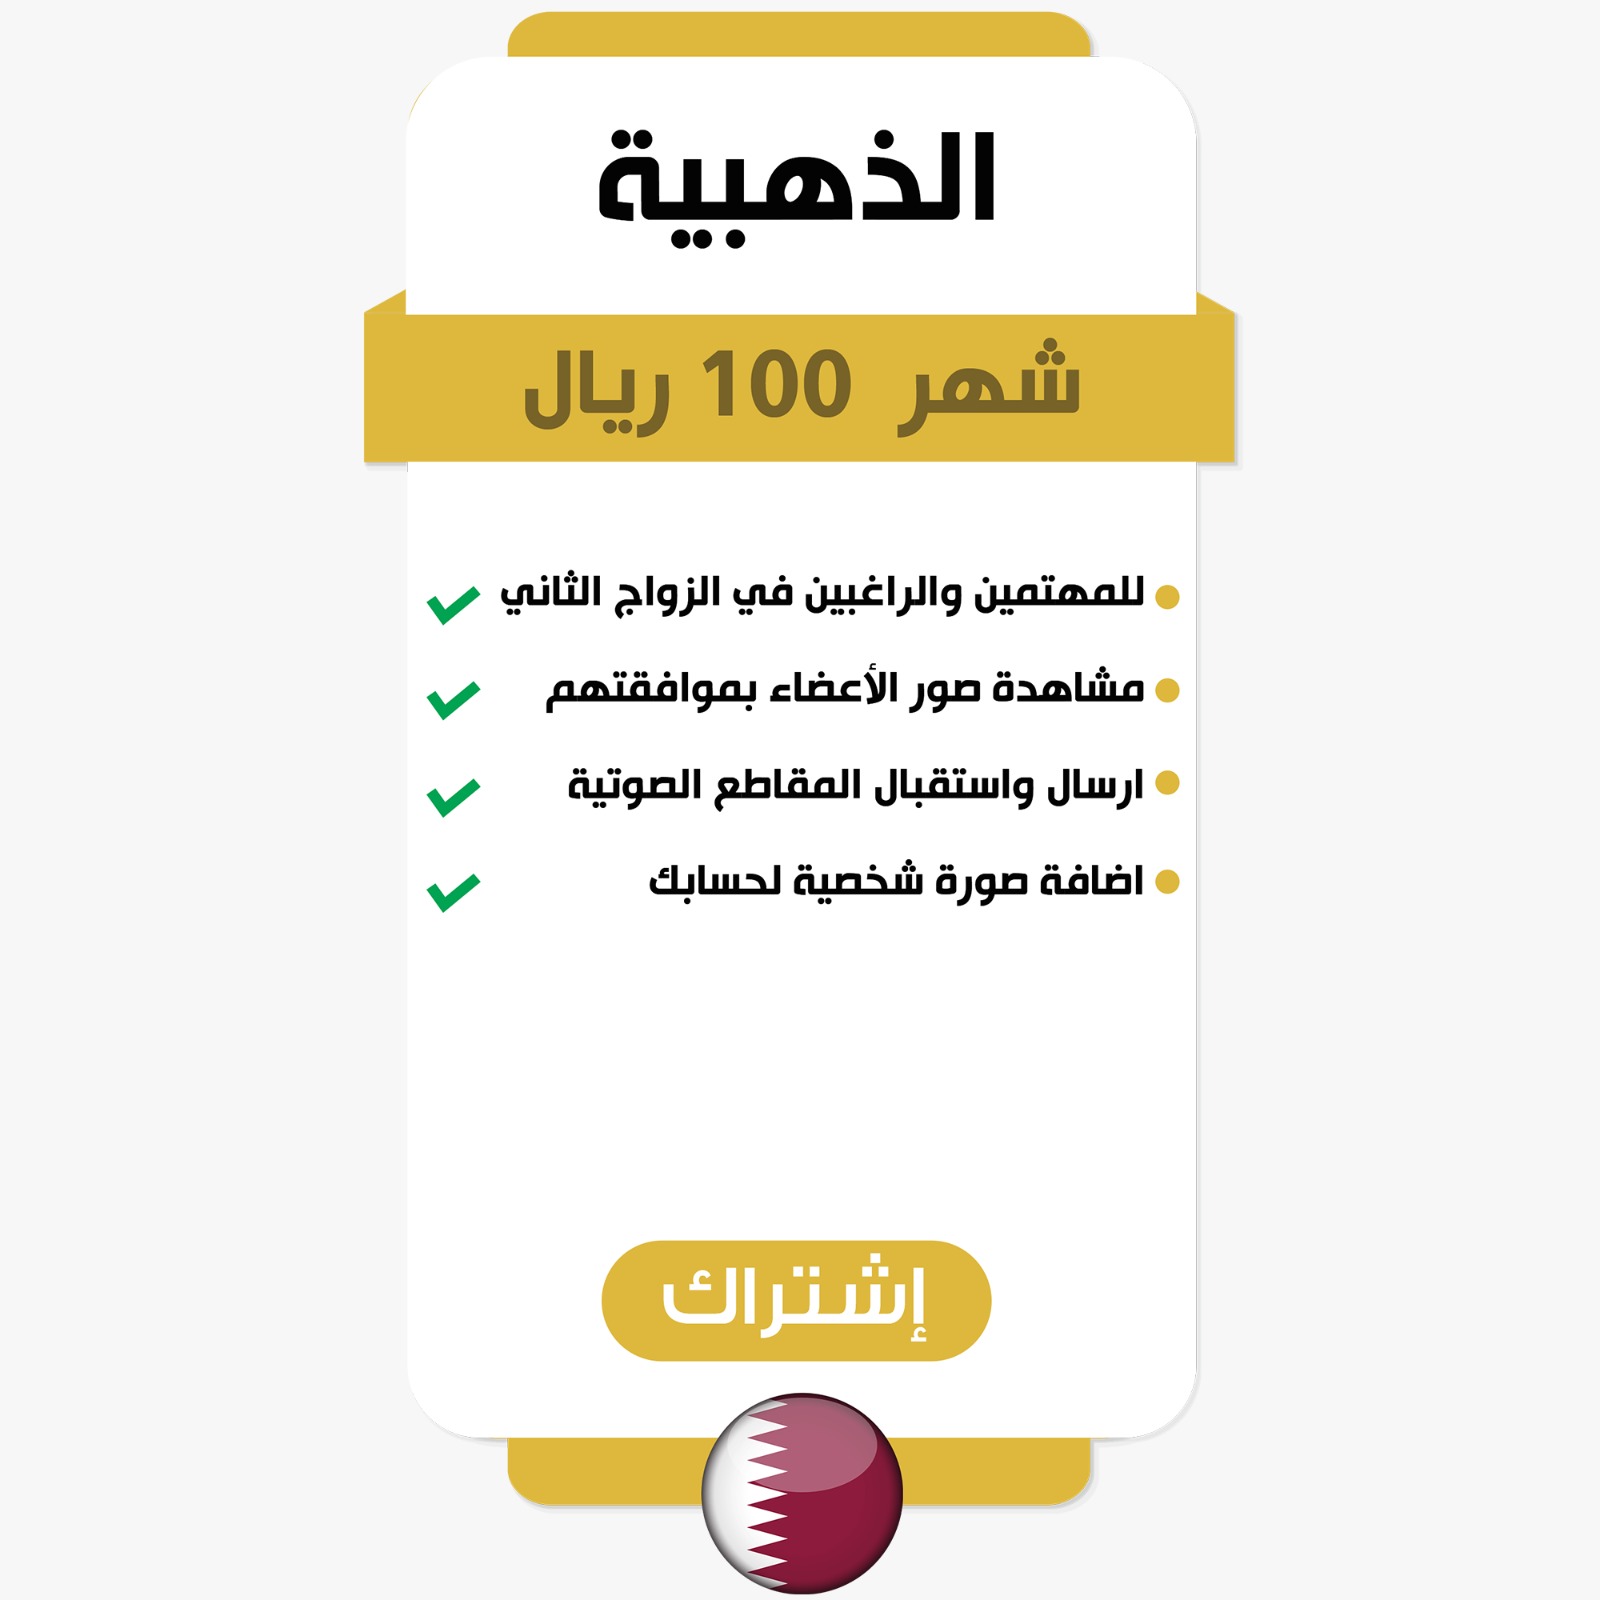 الذهبية
شهر 100 ريال
للمهتمين والراغبين في الزواج الثاني
مشاهدة صور الأعضاء بموافقتهم
ارسال واستقبال المقاطع الصوتية
اضافة صورة شخصية لحسابك
إشتراك